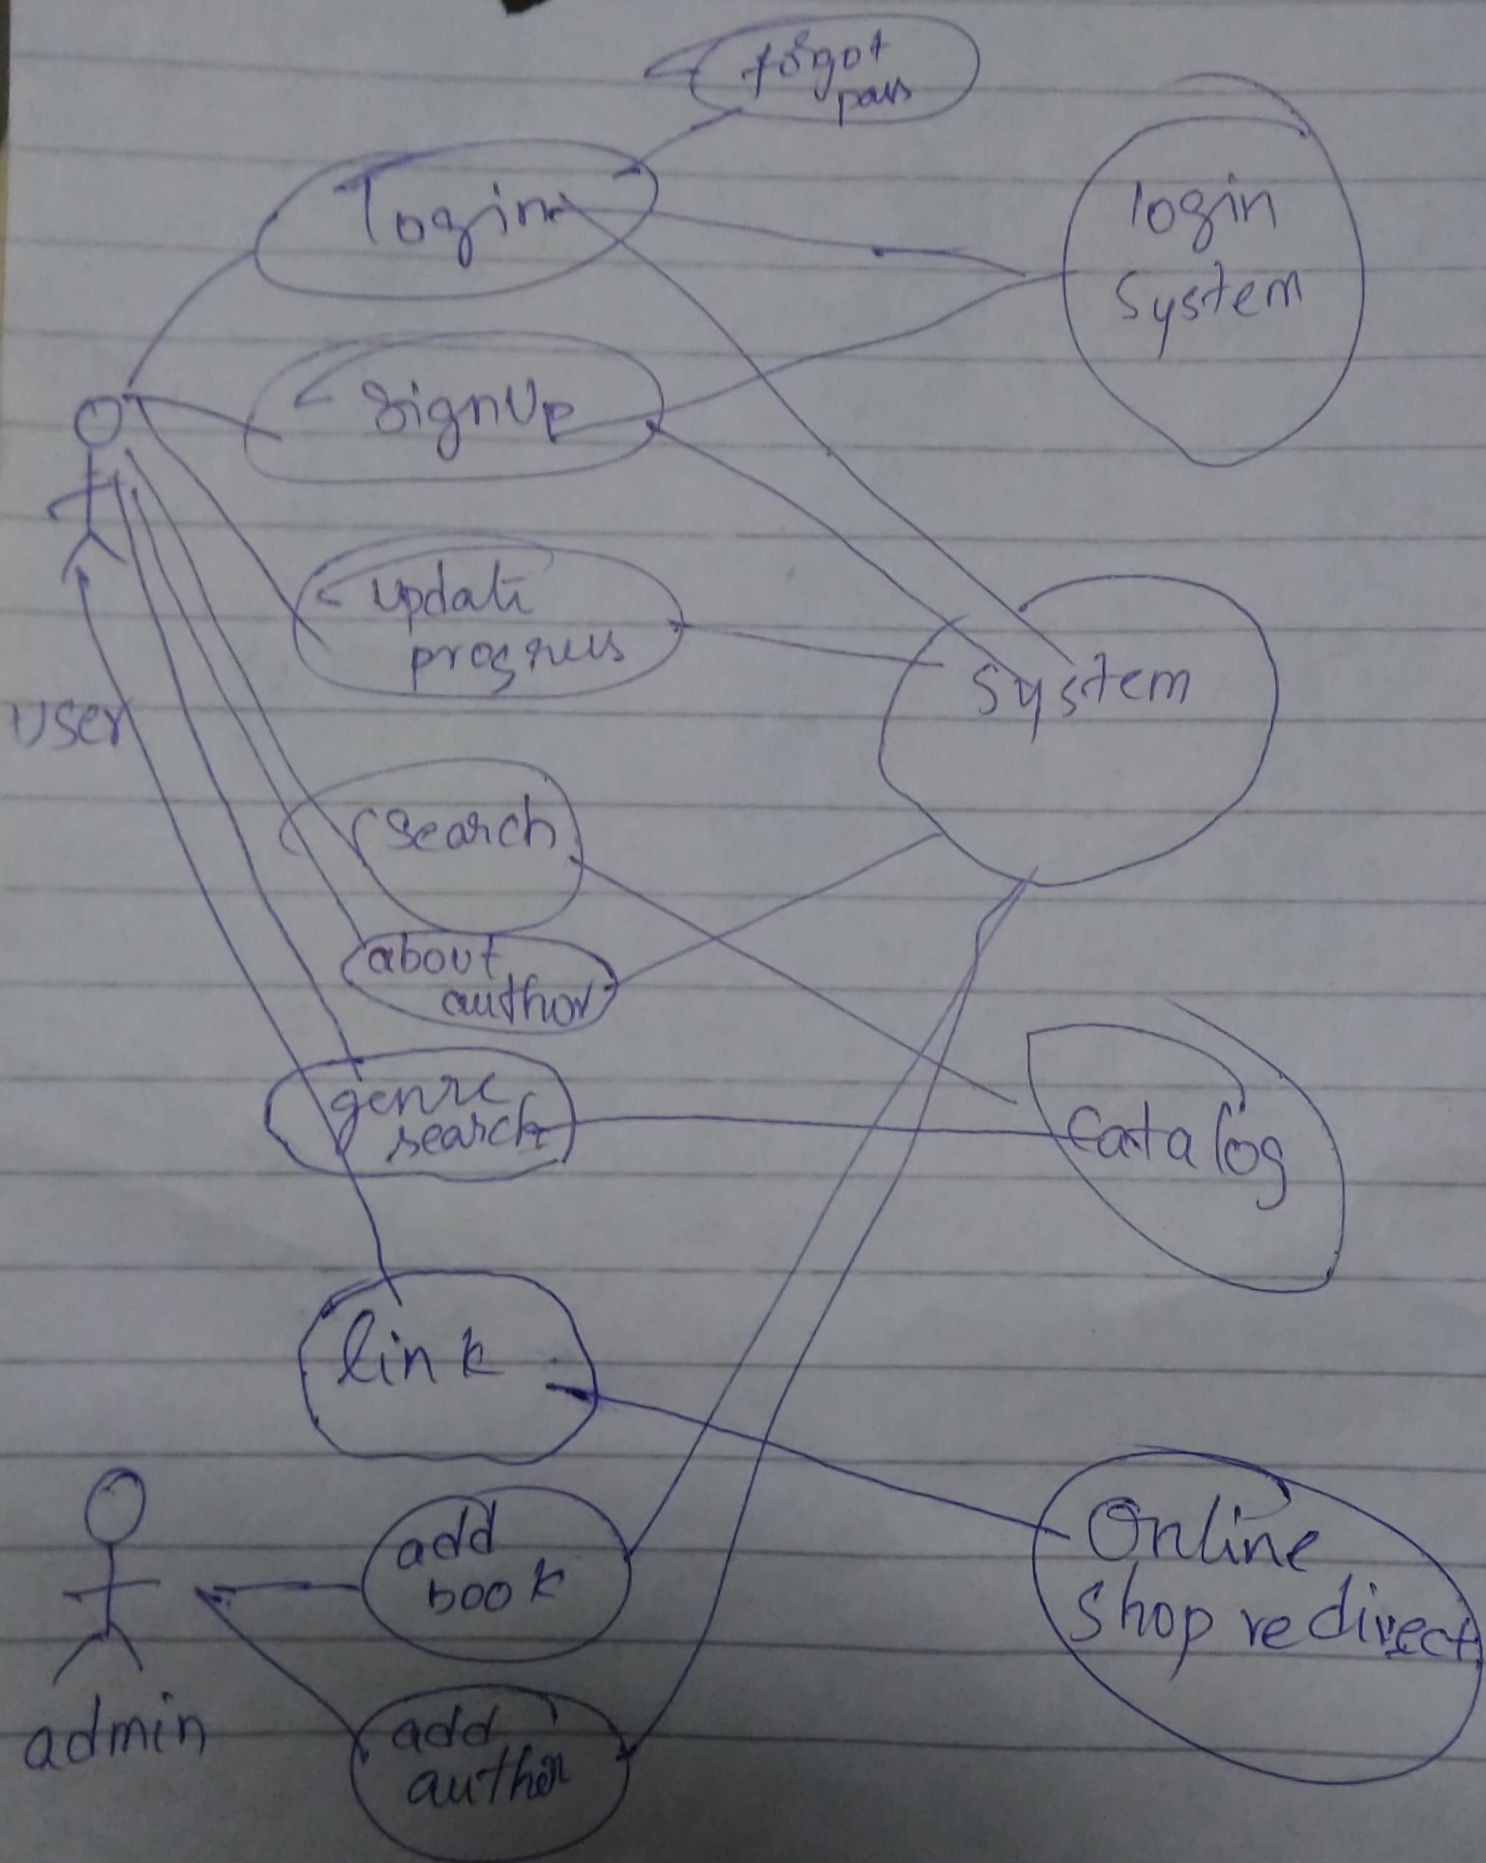 forgot
pass
login
login
System
SignUp
update
progress
System
user
search
about
author
genre
search
Catalog
link
add
book
Online
Shop redirect
admin
add
author